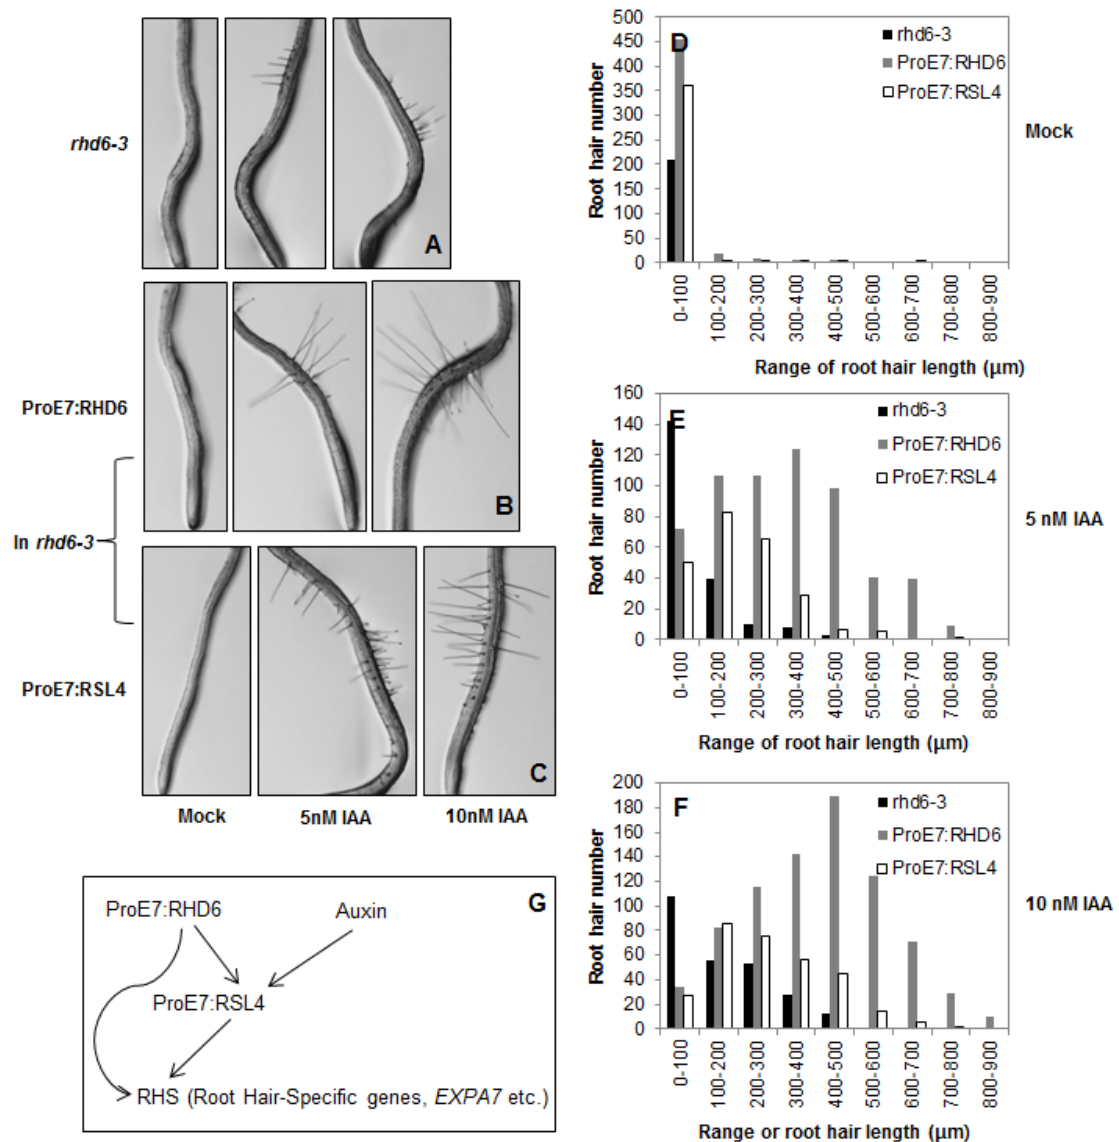 rhd6-3
A
ProE7:RHD6
B
In rhd6-3
ProE7:RSL4
C
Mock
5nM IAA
10nM IAA
G
ProE7:RHD6
Auxin
ProE7:RSL4
RHS (Root Hair-Specific genes, EXPA7 etc.)
D
Root hair number
500
450
400
350
300
250
200
150
100
50
0
rhd6-3
ProE7:RHD6
ProE7:RSL4
Mock
0-100
100-200
200-300
300-400
400-500
500-600
600-700
700-800
800-900
Range of root hair length (µm)
E
Root hair number
160
140
120
100
80
60
40
20
0
rhd6-3
ProE7:RHD6
ProE7:RSL4
5 nM IAA
0-100
100-200
200-300
300-400
400-500
500-600
600-700
700-800
800-900
Range of root hair length (µm)
F
Root hair number
200
180
160
140
120
100
80
60
40
20
0
rhd6-3
ProE7:RHD6
ProE7:RSL4
10 nM IAA
0-100
100-200
200-300
300-400
400-500
500-600
600-700
700-800
800-900
Range or root hair length (µm)